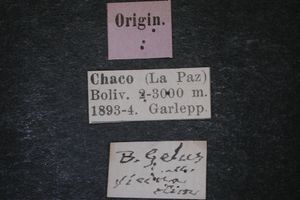 Origin.
Chaco (La Paz)
Boliv. 2-3000 m.
1893-4. Garlepp.
B. Gelus